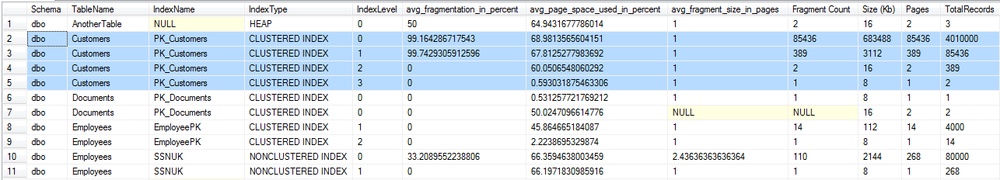 Schema TableName IndexName IndexType IndexLevel avg_fragmentation_in_percent avg_page_space_used_in_percent avg_fragment_size_in_pages Fragment Count Size (Kb) Pages TotalRecords
1 dbo AnotherTable NULL HEAP 0 50 64.9431677786014 1 2 16 2 3
2 dbo Customers PK_Customers CLUSTERED INDEX 0 99.164286717543 68.9813565604151 1 85436 683488 85436 4010000
3 dbo Customers PK_Customers CLUSTERED INDEX 1 99.7429305912596 67.8125277983692 1 389 3112 389 85436
4 dbo Customers PK_Customers CLUSTERED INDEX 2 0 60.0506548060292 1 2 16 2 389
5 dbo Customers PK_Customers CLUSTERED INDEX 3 0 0.593031875463306 1 1 8 1 2
6 dbo Documents PK_Documents CLUSTERED INDEX 0 0 0.531257721769212 1 1 8 1 1
7 dbo Documents PK_Documents CLUSTERED INDEX 0 0 50.0247096614776 NULL NULL 16 2 2
8 dbo Employees EmployeePK CLUSTERED INDEX 1 0 45.864665184087 1 14 112 14 4000
9 dbo Employees EmployeePK CLUSTERED INDEX 2 0 2.2238695329874 1 1 8 1 14
10 dbo Employees SSNUK NONCLUSTERED INDEX 0 33.2089552238806 66.3594638003459 2.43636363636364 110 2144 268 80000
11 dbo Employees SSNUK NONCLUSTERED INDEX 1 0 66.1971830985916 1 1 8 1 268